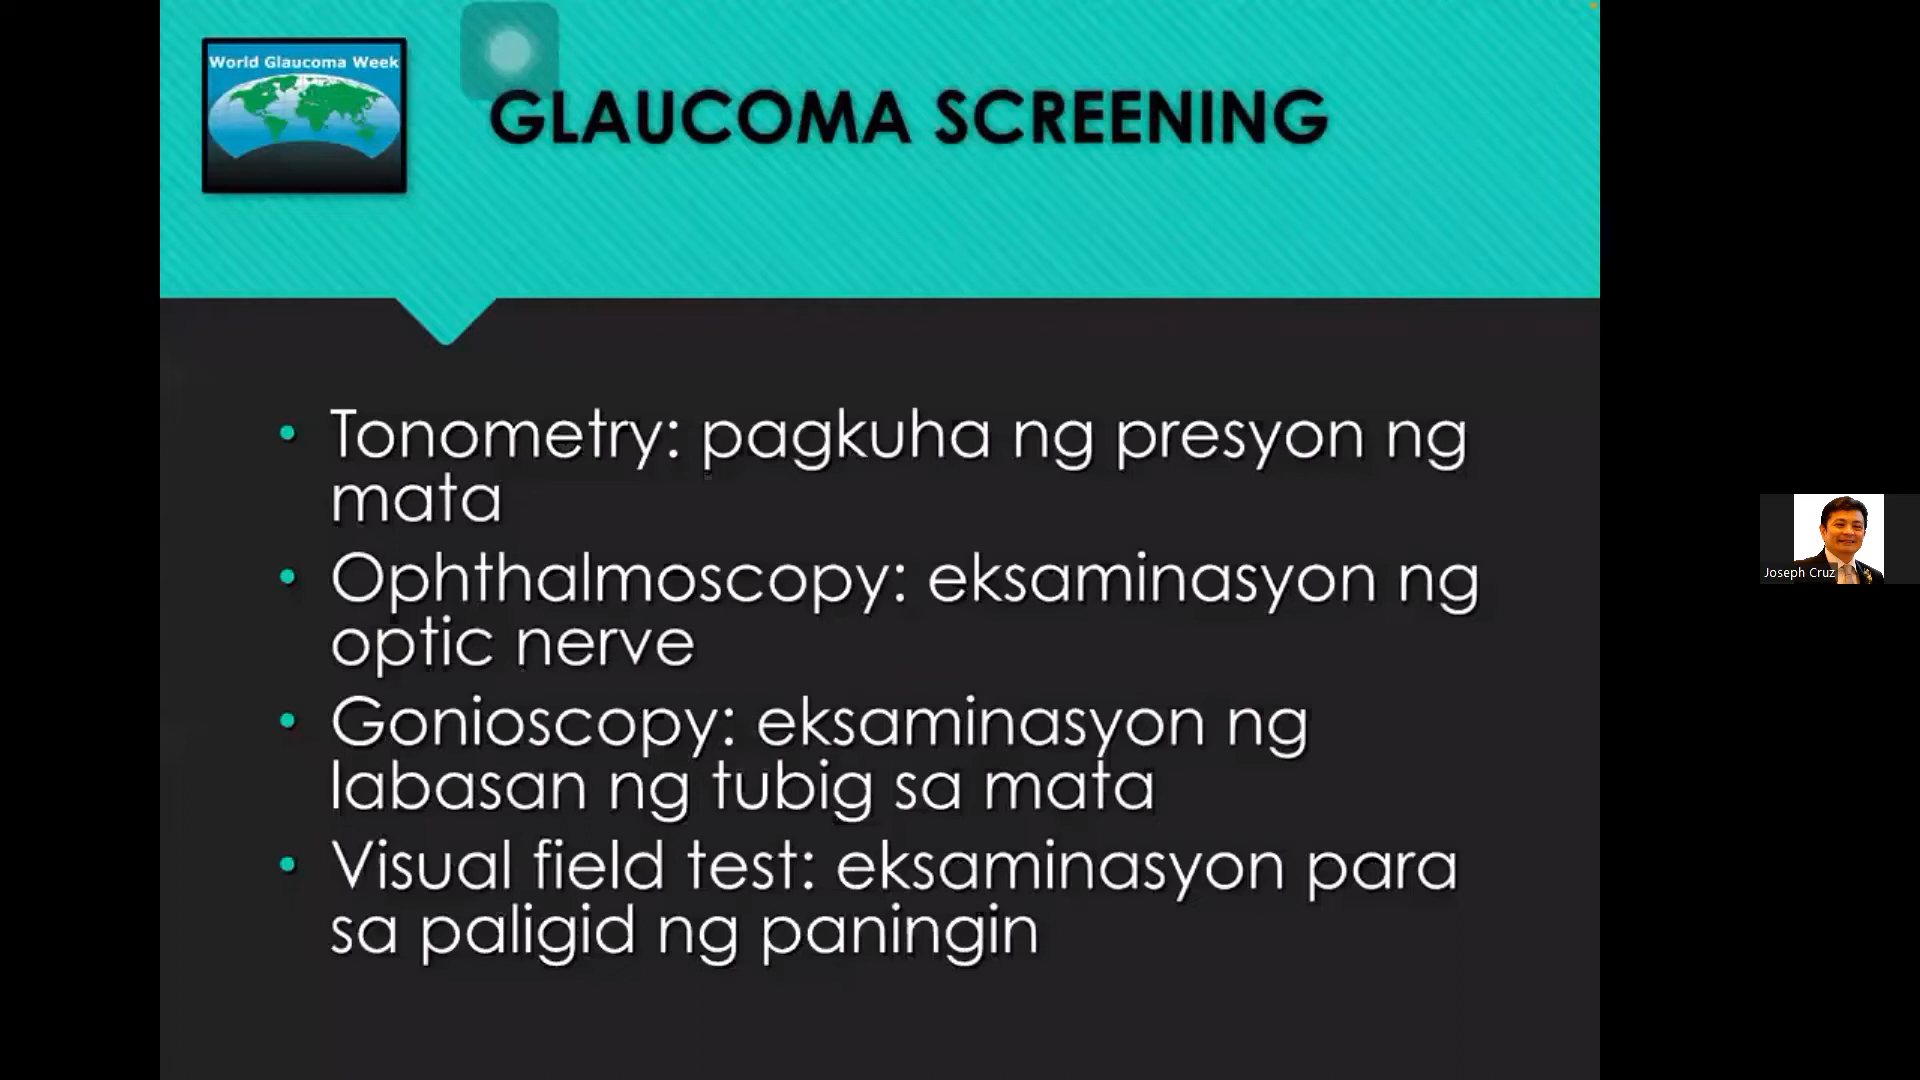 World Glaucoma Week
GLAUCOMA SCREENING
• Tonometry: pagkuha ng presyon ng
mata
• Ophthalmoscopy: eksaminasyon ng
optic nerve
• Gonioscopy: eksaminasyon ng
labasan ng tubig sa mata
• Visual field test: eksaminasyon para
sa paligid ng paningin
Joseph Cruz